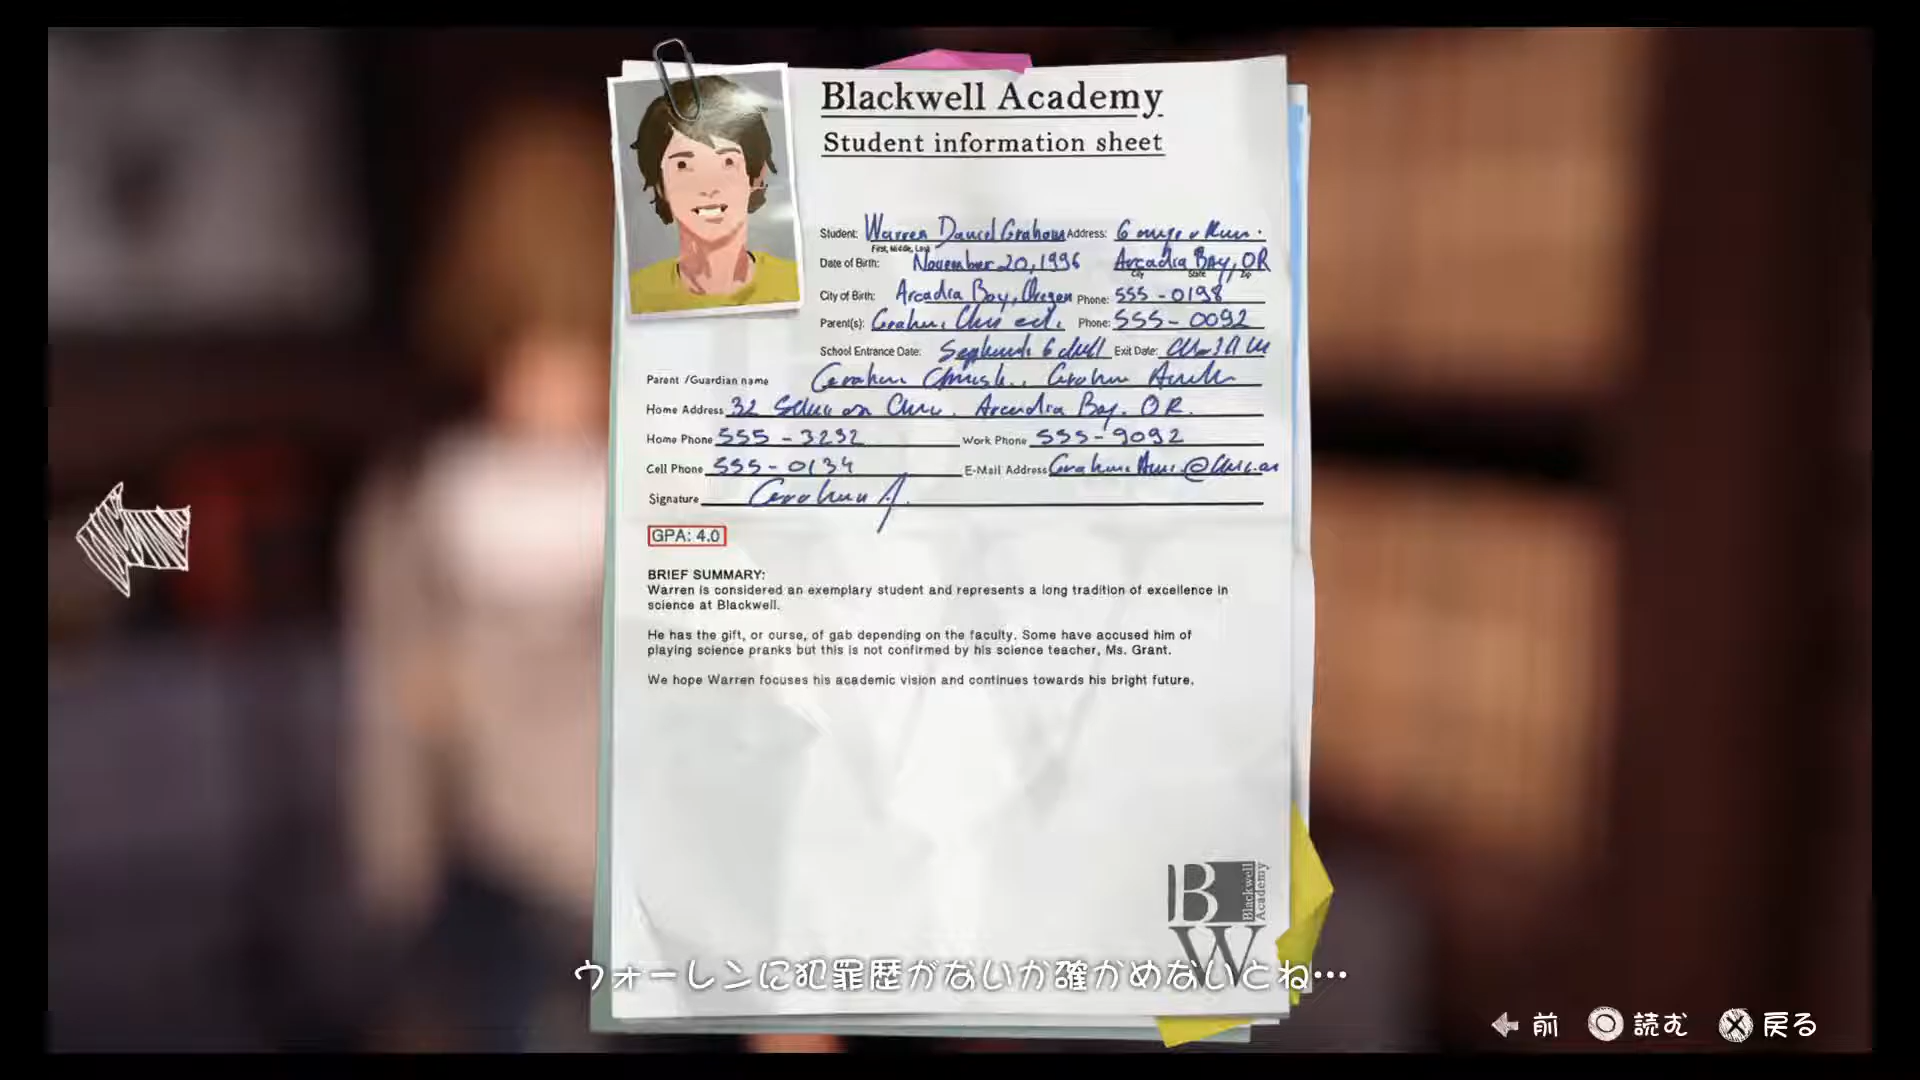 Blackwell Academy
Student information sheet
Student: Warren Daniel Graham Address:
First, Middle, Last
Date of Birth: November 20, 1996 Arcadia Bay, OR
City State Zip
City of Birth: Arcadia Bay, Oregon Phone: 555-0198
Parent(s): Phone: 555-0092
School Entrance Date: Exit Date:
Parent /Guardian name
Home Address 32 Arcadia Bay. OR.
Home Phone 555-3232 Work Phone 555-9092
Cell Phone 555-0134 E-Mail Address
Signature
GPA: 4.0
BRIEF SUMMARY:
Warren is considered an exemplary student and represents a long tradition of excellence in
science at Blackwell.
He has the gift, or curse, of gab depending on the faculty. Some have accused him of
playing science pranks but this is not confirmed by his science teacher, Ms. Grant.
We hope Warren focuses his academic vision and continues towards his bright future.
B W Blackwell Academy
ウォーレンに犯罪歴がないか確かめないとね…
前 読む 戻る